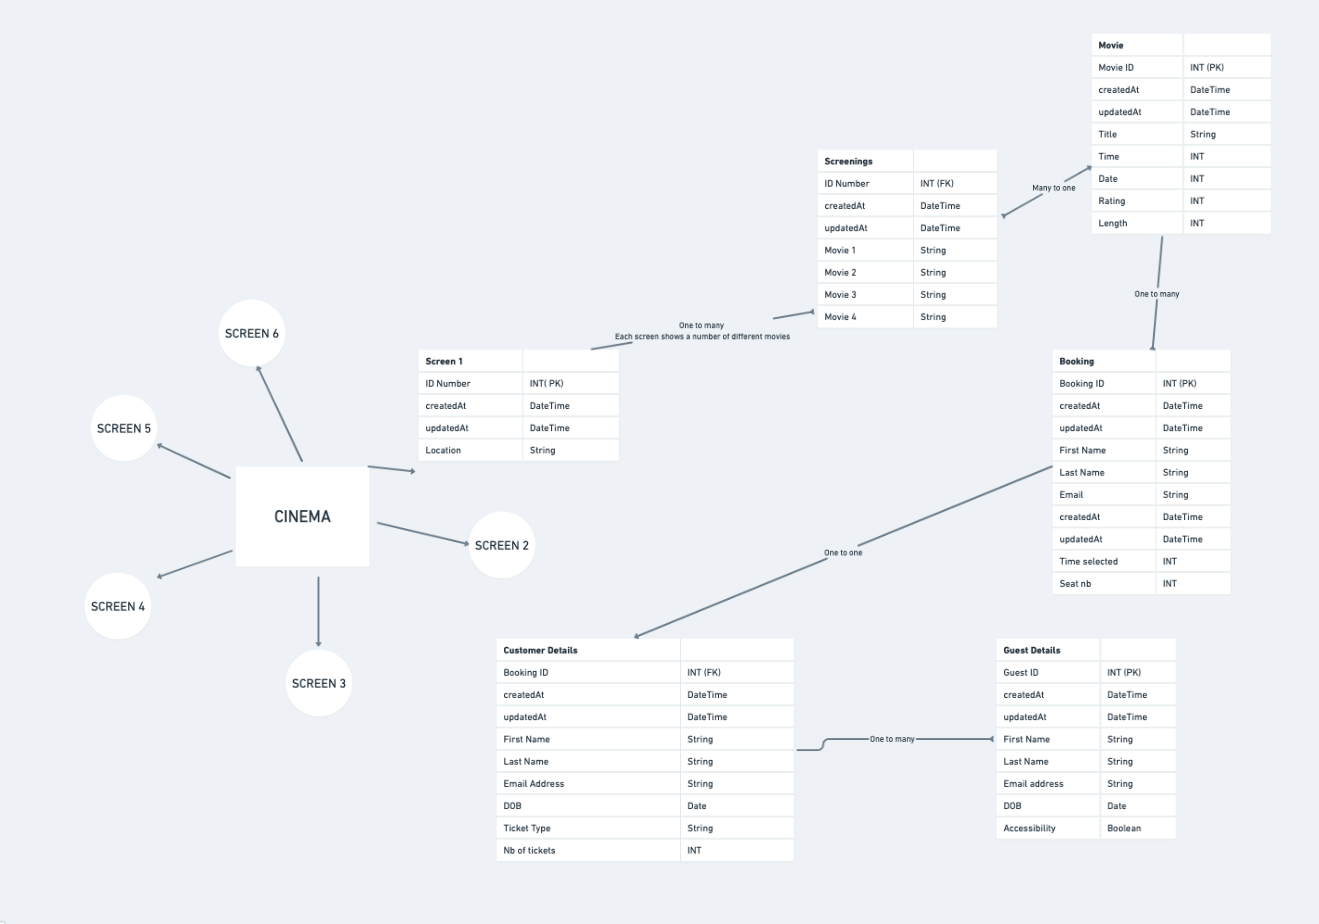 Movie
Movie ID INT (PK)
createdAt DateTime
updatedAt DateTime
Title String
Time INT
Date INT
Rating INT
Length INT
Screenings
ID Number INT (FK)
createdAt DateTime
updatedAt DateTime
Movie 1 String
Movie 2 String
Movie 3 String
Movie 4 String
Many to one
One to many
One to many
Each screen shows a number of different movies
Screen 1
ID Number INT( PK)
createdAt DateTime
updatedAt DateTime
Location String
SCREEN 6
SCREEN 5
CINEMA
SCREEN 2
SCREEN 4
SCREEN 3
Booking
Booking ID INT (PK)
createdAt DateTime
updatedAt DateTime
First Name String
Last Name String
Email String
createdAt DateTime
updatedAt DateTime
Time selected INT
Seat nb INT
One to one
Customer Details
Booking ID INT (FK)
createdAt DateTime
updatedAt DateTime
First Name String
Last Name String
Email Address String
DOB Date
Ticket Type String
Nb of tickets INT
One to many
Guest Details
Guest ID INT (PK)
createdAt DateTime
updatedAt DateTime
First Name String
Last Name String
Email address String
DOB Date
Accessibility Boolean